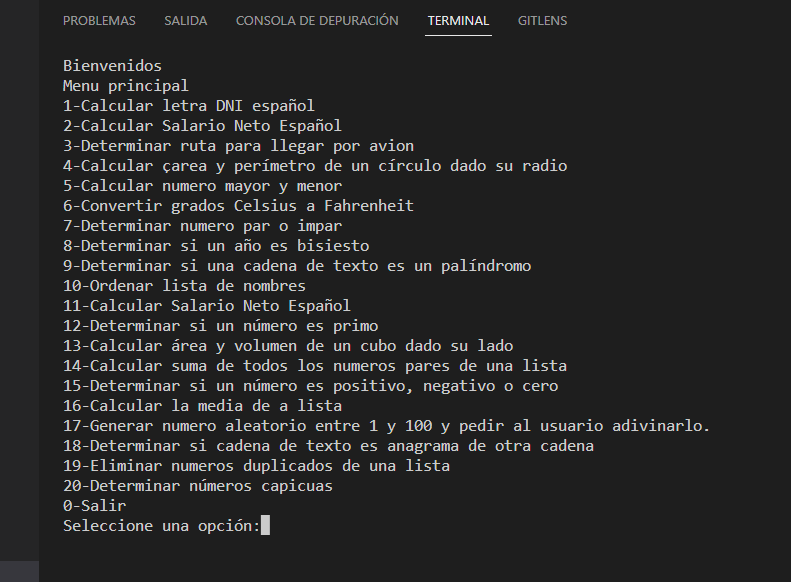 PROBLEMAS SALIDA CONSOLA DE DEPURACIÓN TERMINAL GITLENS
Bienvenidos
Menu principal
1-Calcular letra DNI español
2-Calcular Salario Neto Español
3-Determinar ruta para llegar por avion
4-Calcular çarea y perímetro de un círculo dado su radio
5-Calcular numero mayor y menor
6-Convertir grados Celsius a Fahrenheit
7-Determinar numero par o impar
8-Determinar si un año es bisiesto
9-Determinar si una cadena de texto es un palíndromo
10-Ordenar lista de nombres
11-Calcular Salario Neto Español
12-Determinar si un número es primo
13-Calcular área y volumen de un cubo dado su lado
14-Calcular suma de todos los numeros pares de una lista
15-Determinar si un número es positivo, negativo o cero
16-Calcular la media de a lista
17-Generar numero aleatorio entre 1 y 100 y pedir al usuario adivinarlo.
18-Determinar si cadena de texto es anagrama de otra cadena
19-Eliminar numeros duplicados de una lista
20-Determinar números capicuas
0-Salir
Seleccione una opción: